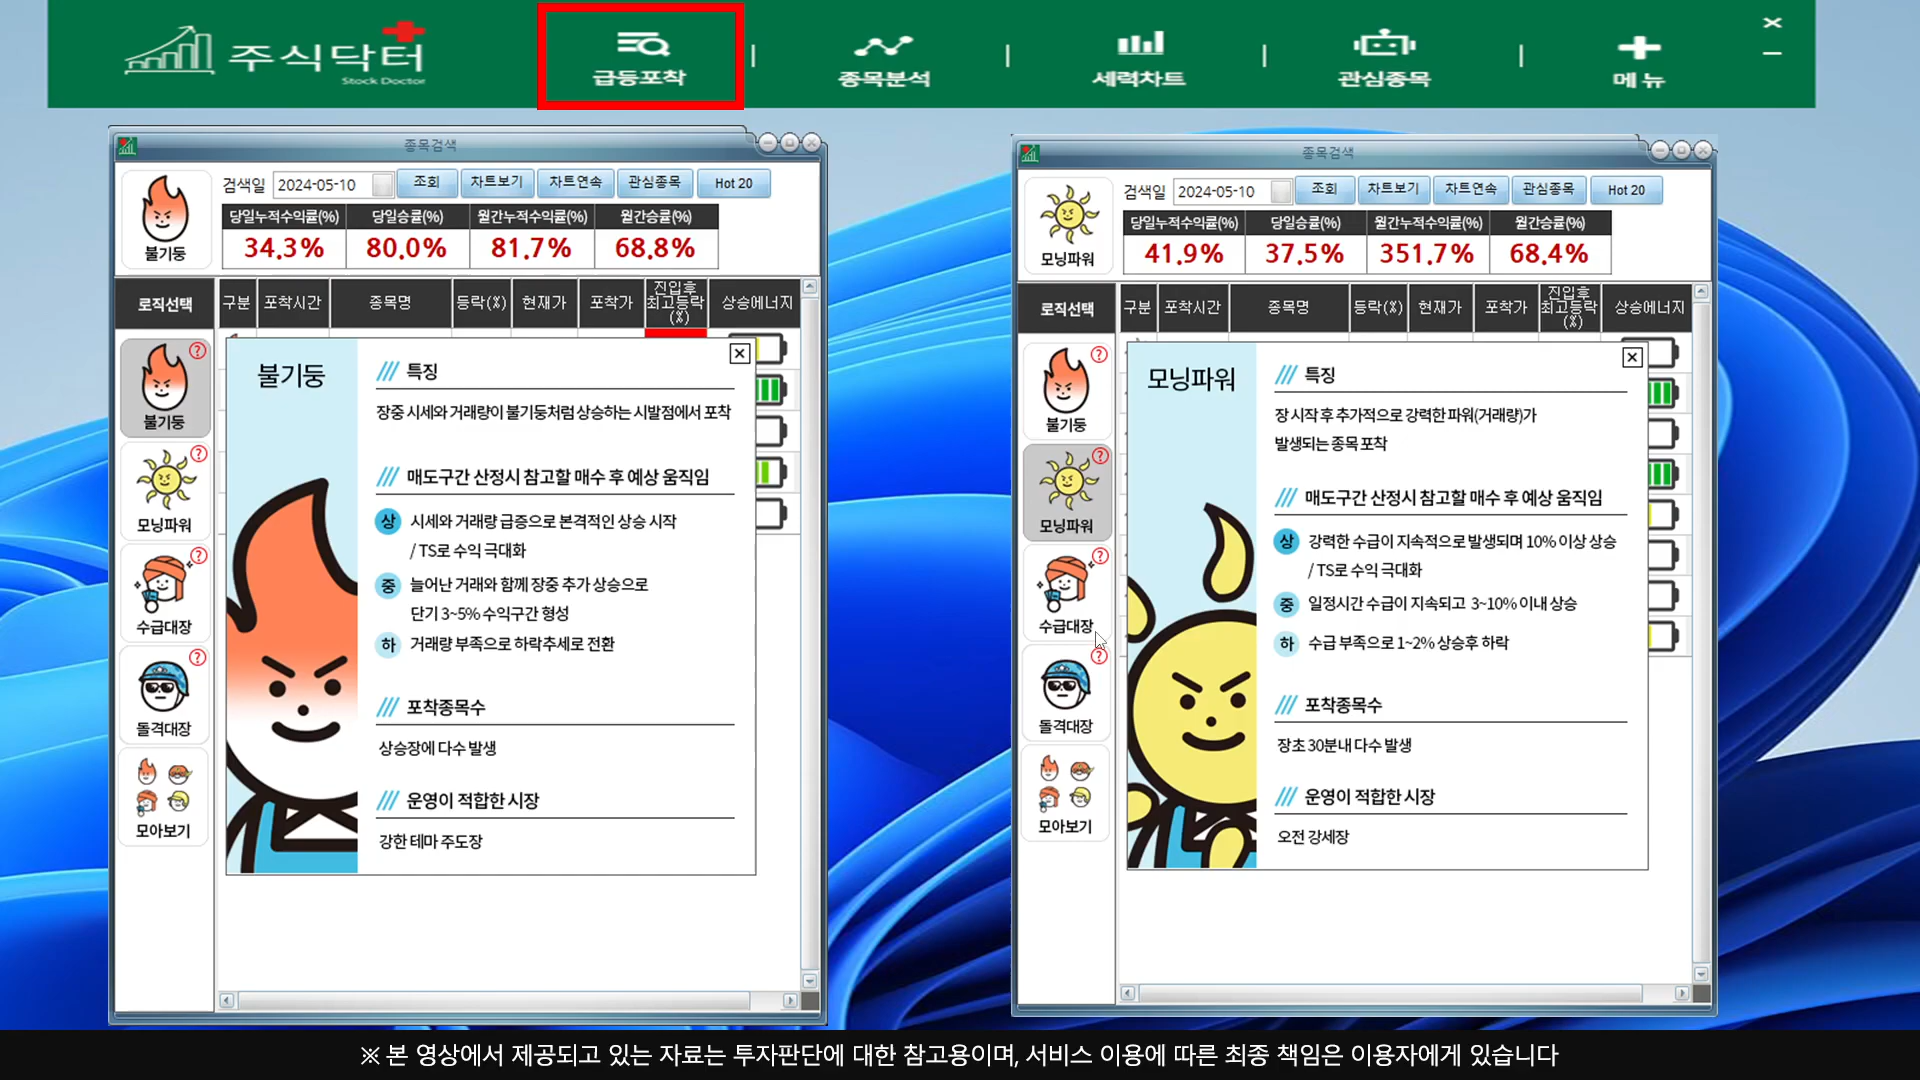 주식닥터
Stock Doctor
급등포착
종목분석
세력차트
관심종목
메뉴
종목검색
불기둥
검색일 2024-05-10 조회 차트보기 차트연속 관심종목 Hot 20
당일누적수익률(%) 당일승률(%) 월간누적수익률(%) 월간승률(%)
34.3% 80.0% 81.7% 68.8%
로직선택
구분 포착시간 종목명 등락(%) 현재가 포착가 진입후 최고등락 (%) 상승에너지
불기둥
모닝파워
수급대장
돌격대장
모아보기
불기둥
특징
장중 시세와 거래량이 불기둥처럼 상승하는 시발점에서 포착
매도구간 산정시 참고할 매수 후 예상 움직임
상 시세와 거래량 급증으로 본격적인 상승 시작
/ TS로 수익 극대화
중 늘어난 거래와 함께 장중 추가 상승으로
단기 3~5% 수익구간 형성
하 거래량 부족으로 하락추세로 전환
포착종목수
상승장에 다수 발생
운영이 적합한 시장
강한 테마 주도장
종목검색
모닝파워
검색일 2024-05-10 조회 차트보기 차트연속 관심종목 Hot 20
당일누적수익률(%) 당일승률(%) 월간누적수익률(%) 월간승률(%)
41.9% 37.5% 351.7% 68.4%
로직선택
구분 포착시간 종목명 등락(%) 현재가 포착가 진입후 최고등락 (%) 상승에너지
불기둥
모닝파워
수급대장
돌격대장
모아보기
모닝파워
특징
장 시작 후 추가적으로 강력한 파워(거래량)가
발생되는 종목 포착
매도구간 산정시 참고할 매수 후 예상 움직임
상 강력한 수급이 지속적으로 발생되며 10% 이상 상승
/ TS로 수익 극대화
중 일정시간 수급이 지속되고 3~10% 이내 상승
하 수급 부족으로 1~2% 상승후 하락
포착종목수
장초 30분내 다수 발생
운영이 적합한 시장
오전 강세장
※ 본 영상에서 제공되고 있는 자료는 투자판단에 대한 참고용이며, 서비스 이용에 따른 최종 책임은 이용자에게 있습니다